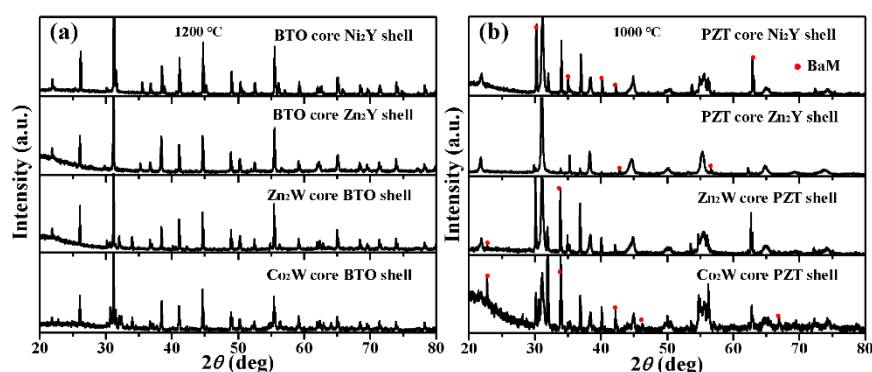 (a)
1200 °C
BTO core Ni₂Y shell
BTO core Zn₂Y shell
Zn₂W BTO shell
Co₂W core BTO shell
Intensity (a.u.)
20 30 40 50 60 70 80
2θ (deg)
(b)
1000 °C
PZT core Ni₂Y shell
BaM
PZT core Zn₂Y shell
Zn₂W PZT shell
Co₂W core PZT shell
Intensity (a.u.)
20 30 40 50 60 70 80
2θ (deg)